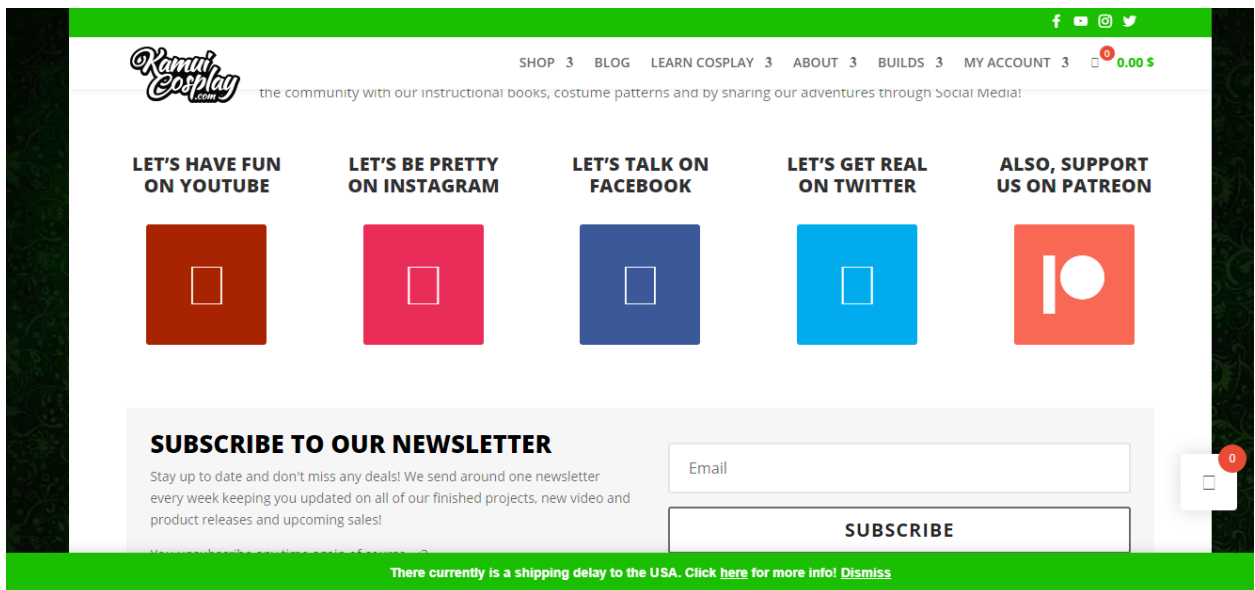 Kamui
Cosplay
.com
SHOP 3 BLOG LEARN COSPLAY 3 ABOUT 3 BUILDS 3 MY ACCOUNT 3 0 0.00 $
the community with our instructional books, costume patterns and by sharing our adventures through Social Media!
LET'S HAVE FUN
ON YOUTUBE
LET'S BE PRETTY
ON INSTAGRAM
LET'S TALK ON
FACEBOOK
LET'S GET REAL
ON TWITTER
ALSO, SUPPORT
US ON PATREON
SUBSCRIBE TO OUR NEWSLETTER
Stay up to date and don't miss any deals! We send around one newsletter
every week keeping you updated on all of our finished projects, new video and
product releases and upcoming sales!
Email
SUBSCRIBE
0
There currently is a shipping delay to the USA. Click here for more info! Dismiss